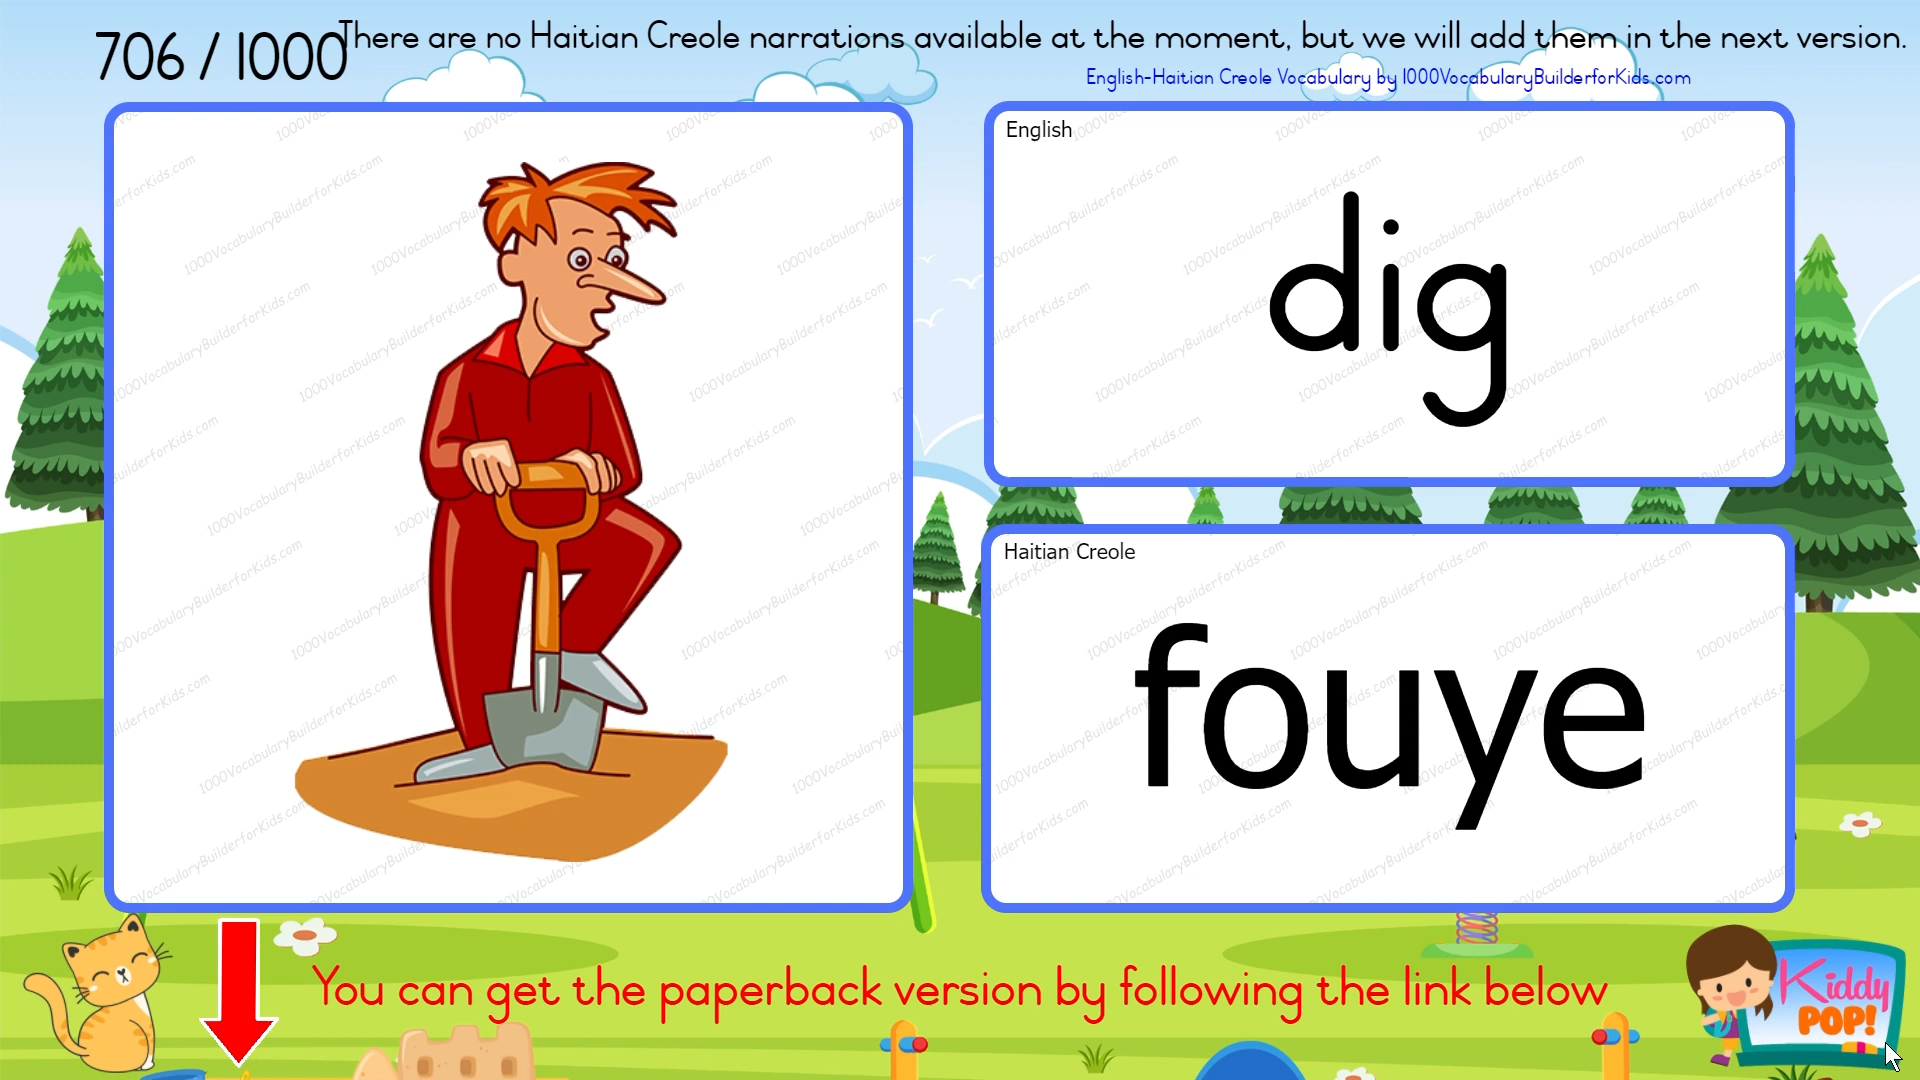 706 / 1000
There are no Haitian Creole narrations available at the moment, but we will add them in the next version.
English-Haitian Creole Vocabulary by 1000VocabularyBuilderforKids.com
English
dig
Haitian Creole
fouye
You can get the paperback version by following the link below
Kiddy
POP!
1000VocabularyBuilderforKids.com